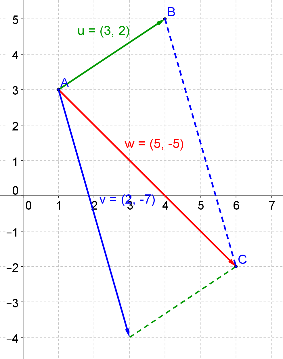 5
B
u = (3, 2)
4
A
3
2
w = (5, -5)
1
0
v = (2, -7)
0 1 2 3 4 5 6 7
-1
C
-2
-3
-4